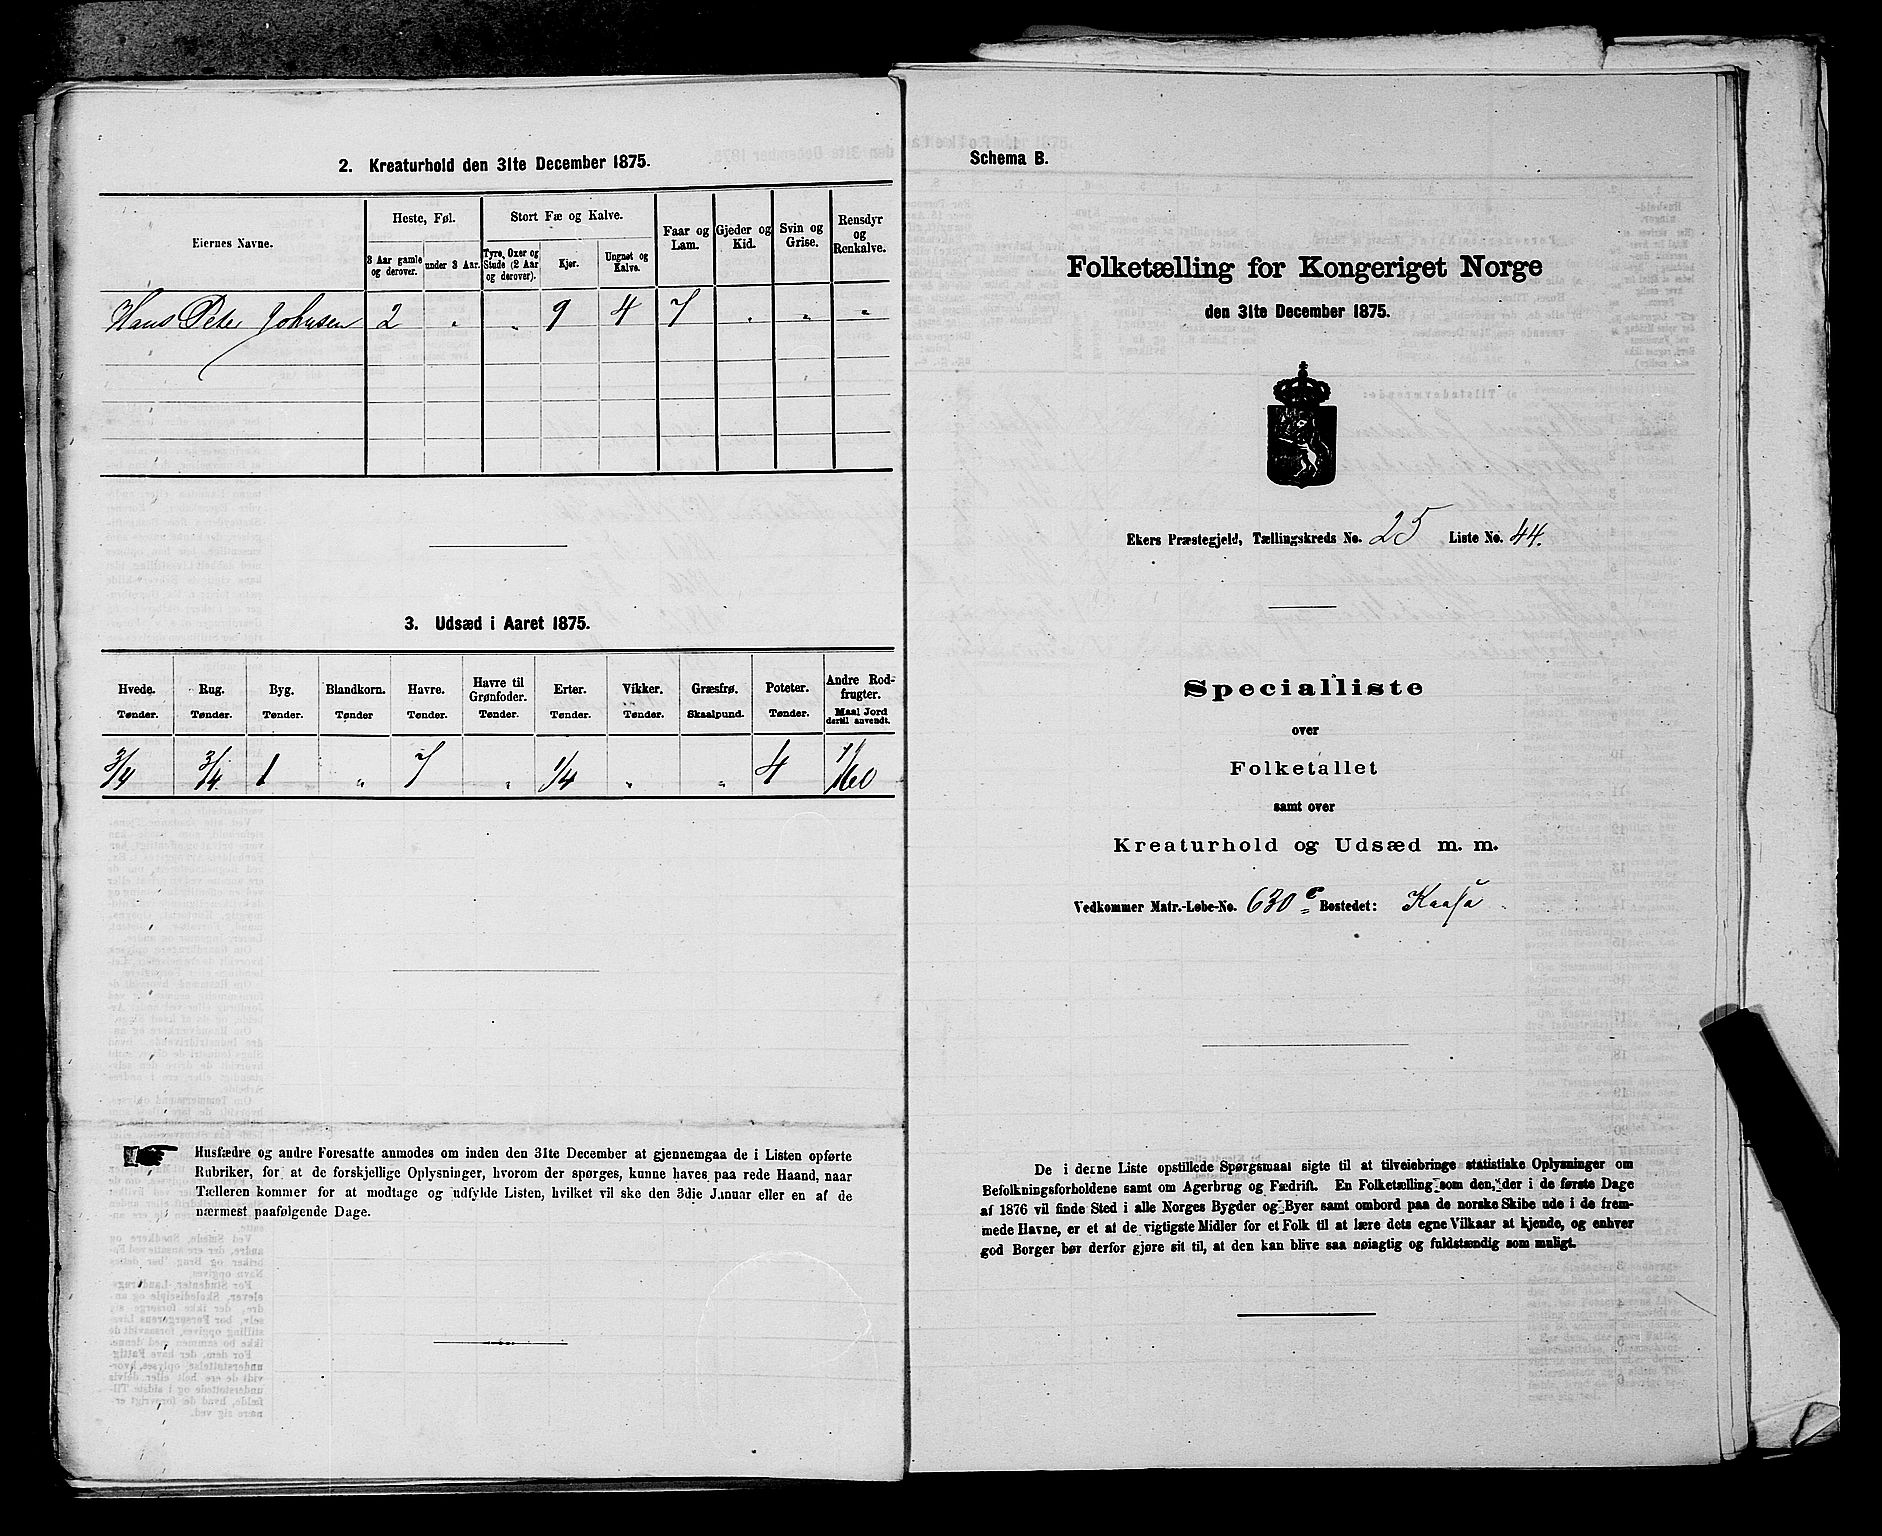 2. Kreaturhold den 31te December 1875.
Eiernes Navne.
Heste, Føl.
Stort Fæ og Kalve.
Faar og Lam.
Gjeder og Kid.
Svin og Grise.
Rensdyr og Renkalve.
3 Aar gamle og derover.
under 3 Aar.
Tyre, Oxer og Stude (2 Aar og derover).
Kjør.
Ungnøt og Kalve.
Hans Peter Johnsen 2 " " 9 4 7 " " "
3. Udsæd i Aaret 1875.
Hvede. Rug. Byg. Blandkorn. Havre. Havre til Grønfoder. Erter. Vikker. Græsfrø. Poteter. Andre Rodfrugter.
Tønder. Tønder. Tønder. Tønder Tønder. Tønder. Tønder. Tønder. Skaalpund. Tønder. Maal Jord dertil anvendt.
3/4 3/4 1 " 7 " 1/4 " " 4 1/60
Husfædre og andre Foresatte anmodes om inden den 31te December at gjennemgaa de i Listen opførte
Rubriker, for at de forskjellige Oplysninger, hvorom der spørges, kunne haves paa rede Haand, naar
Tælleren kommer for at modtage og udfylde Listen, hvilket vil ske den 3die Januar eller en af de
nærmest paafølgende Dage.
Schema B.
Folketælling for Kongeriget Norge
den 31te December 1875.
Ekers Præstegjeld, Tællingskreds No. 25 Liste No. 44.
Specialliste
over
Folketallet
samt over
Kreaturhold og Udsæd m. m.
Vedkommer Matr.-Løbe-No. 630 c Bostedet: Kaasa
De i denne Liste opstillede Spørgsmaal sigte til at tilveiebringe statistiske Oplysninger om
Befolkningsforholdene samt om Agerbrug og Fædrift. En Folketælling som den, der i de første Dage
af 1876 vil finde Sted i alle Norges Bygder og Byer samt ombord paa de norske Skibe ude i de frem-
mede Havne, er et at de vigtigste Midler for et Folk til at lære dets egne Vilkaar at kjende, og enhver
god Borger bør derfor gjøre sit til, at den kan blive saa nøiagtig og fuldstændig som muligt.